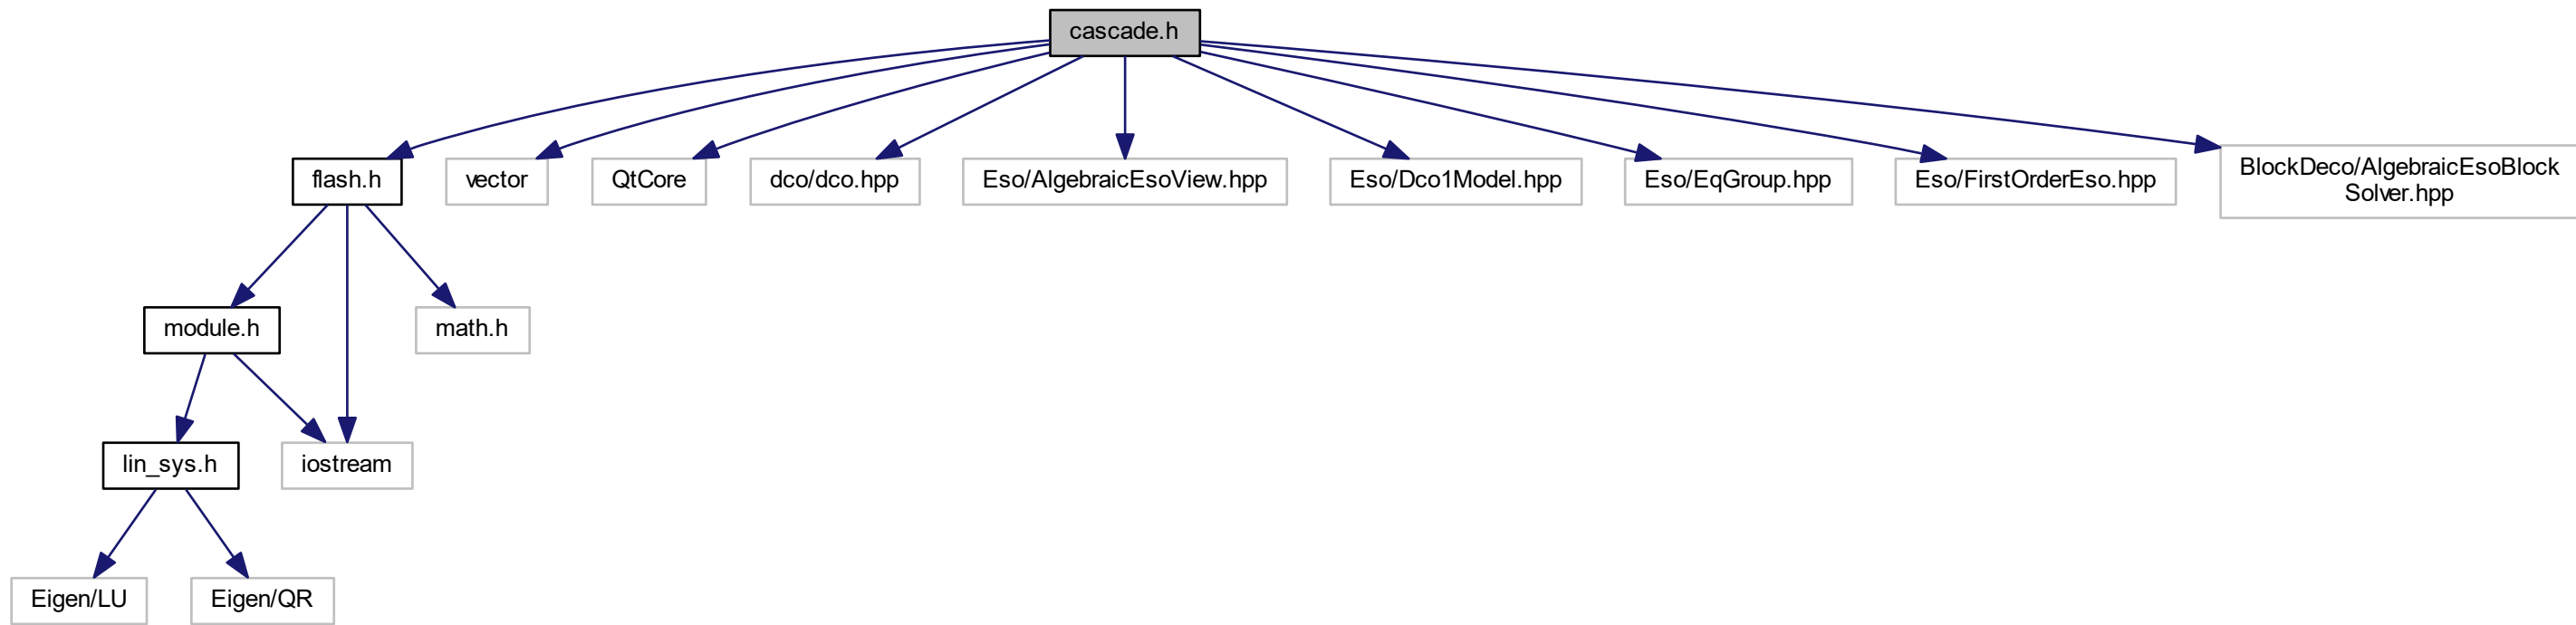 cascade.h
flash.h
vector
QtCore
dco/dco.hpp
Eso/AlgebraicEsoView.hpp
Eso/Dco1Model.hpp
Eso/EqGroup.hpp
Eso/FirstOrderEso.hpp
BlockDeco/AlgebraicEsoBlock
Solver.hpp
module.h
math.h
lin_sys.h
iostream
Eigen/LU
Eigen/QR